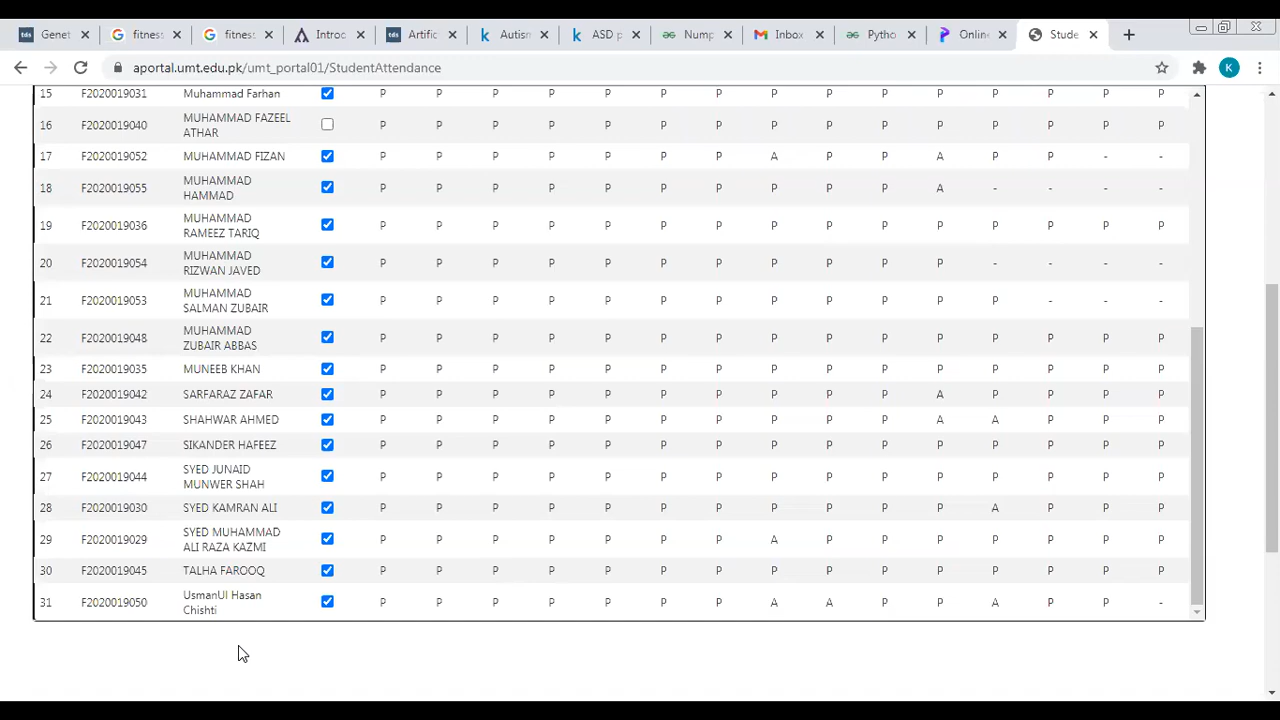 Genet
fitness
fitness
Introd
Artific
Autis
ASD p
Nump
Inbox
Pytho
Onlin
Stude
aportal.umt.edu.pk/umt_portal01/StudentAttendance
K
15 F2020019031 Muhammad Farhan P P P P P P P P P P P P P P P
16 F2020019040 MUHAMMAD FAZEEL P P P P P P P P P P P P P P P
ATHAR
17 F2020019052 MUHAMMAD FIZAN P P P P P P P A P P A P P - -
18 F2020019055 MUHAMMAD P P P P P P P P P P A - - - -
HAMMAD
19 F2020019036 MUHAMMAD P P P P P P P P P P P P P P P
RAMEEZ TARIQ
20 F2020019054 MUHAMMAD P P P P P P P P P P P - - - -
RIZWAN JAVED
21 F2020019053 MUHAMMAD P P P P P P P P P P P P - - -
SALMAN ZUBAIR
22 F2020019048 MUHAMMAD P P P P P P P P P P P P P P P
ZUBAIR ABBAS
23 F2020019035 MUNEEB KHAN P P P P P P P P P P P P P P P
24 F2020019042 SARFARAZ ZAFAR P P P P P P P P P P A P P P P
25 F2020019043 SHAHWAR AHMED P P P P P P P P P P A A P P P
26 F2020019047 SIKANDER HAFEEZ P P P P P P P P P P P P P P P
27 F2020019044 SYED JUNAID P P P P P P P P P P P P P P P
MUNWER SHAH
28 F2020019030 SYED KAMRAN ALI P P P P P P P P P P P A P P P
29 F2020019029 SYED MUHAMMAD P P P P P P P A P P P P P P P
ALI RAZA KAZMI
30 F2020019045 TALHA FAROOQ P P P P P P P P P P P P P P P
31 F2020019050 UsmanUl Hasan P P P P P P P A A P P A P P -
Chishti